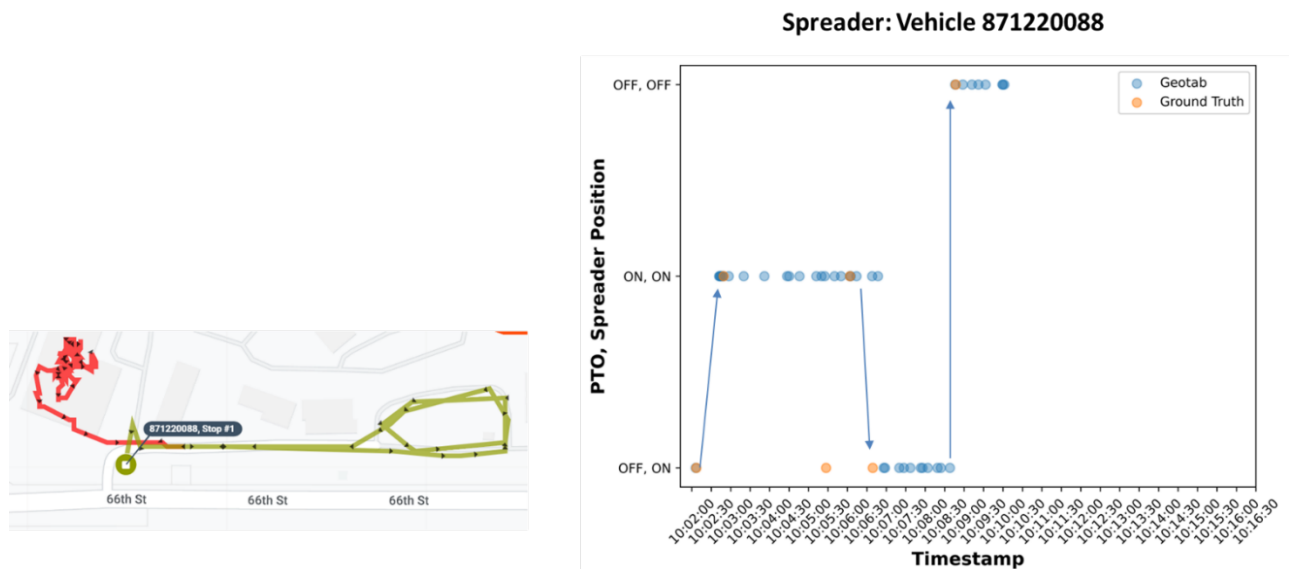 Spreader: Vehicle 871220088
OFF, OFF
Geotab
Ground Truth
PTO, Spreader Position
ON, ON
871220088, Stop #1
66th St 66th St 66th St
OFF, ON
10:02:00 10:02:30 10:03:00 10:03:30 10:04:00 10:04:30 10:05:00 10:05:30 10:06:00 10:06:30 10:07:00 10:07:30 10:08:00 10:08:30 10:09:00 10:09:30 10:10:00 10:10:30 10:11:00 10:11:30 10:12:00 10:12:30 10:13:00 10:13:30 10:14:00 10:14:30 10:15:00 10:15:30 10:16:00 10:16:30
Timestamp